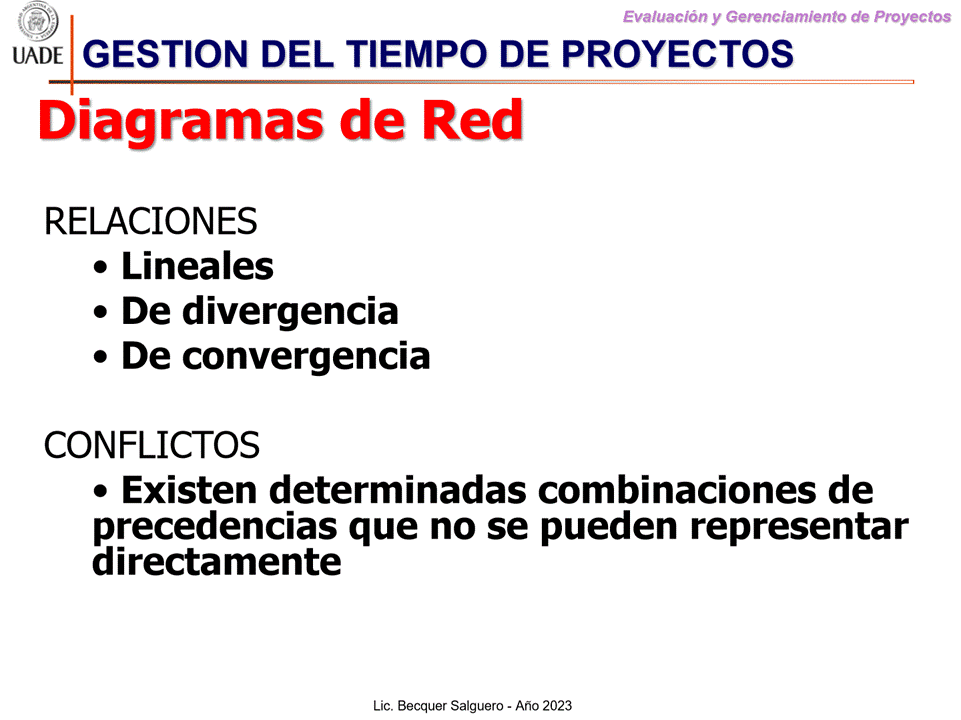 Evaluación y Gerenciamiento de Proyectos
UADE
GESTION DEL TIEMPO DE PROYECTOS
Diagramas de Red
RELACIONES
• Lineales
• De divergencia
• De convergencia
CONFLICTOS
• Existen determinadas combinaciones de
precedencias que no se pueden representar
directamente
Lic. Becquer Salguero - Año 2023